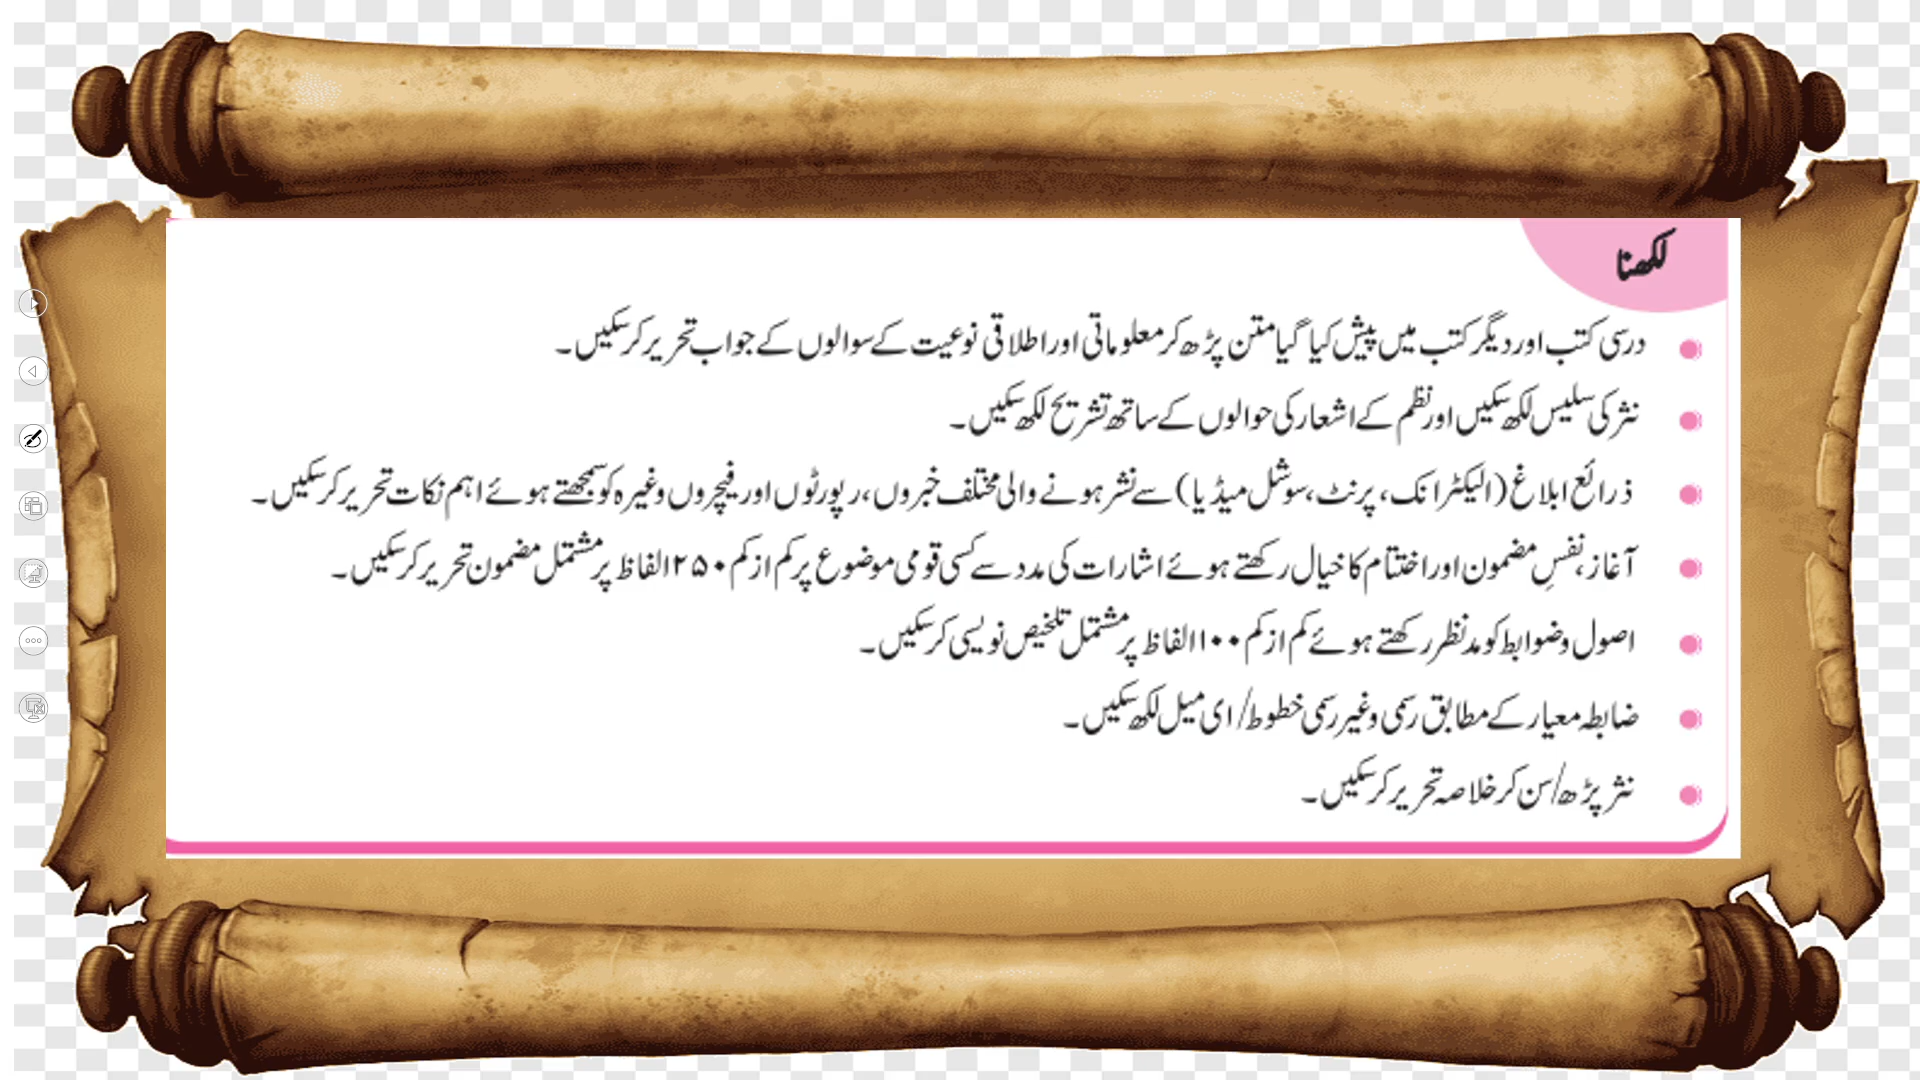 لکھنا
درسی کتب اور دیگر کتب میں پیش کیا گیا متن پڑھ کر معلوماتی اور اطلاقی نوعیت کے سوالوں کے جواب تحریر کر سکیں۔
نثر کی سلیس لکھ سکیں اور نظم کے اشعار کی حوالوں کے ساتھ تشریح لکھ سکیں۔
ذرائع ابلاغ (الیکٹرانک، پرنٹ، سوشل میڈیا) سے نشر ہونے والی مختلف خبروں، رپورٹوں اور فیچروں وغیرہ کو سمجھتے ہوئے اہم نکات تحریر کر سکیں۔
آغاز، نفسِ مضمون اور اختتام کا خیال رکھتے ہوئے اشارات کی مدد سے کسی قومی موضوع پر کم از کم ۲۵۰ الفاظ پر مشتمل مضمون تحریر کر سکیں۔
اصول و ضوابط کو مدنظر رکھتے ہوئے کم از کم ۱۰۰ الفاظ پر مشتمل تلخیص نویسی کر سکیں۔
ضابطہ معیار کے مطابق رسمی و غیر رسمی خطوط/ ای میل لکھ سکیں۔
نثر پڑھ/سن کر خلاصہ تحریر کر سکیں۔